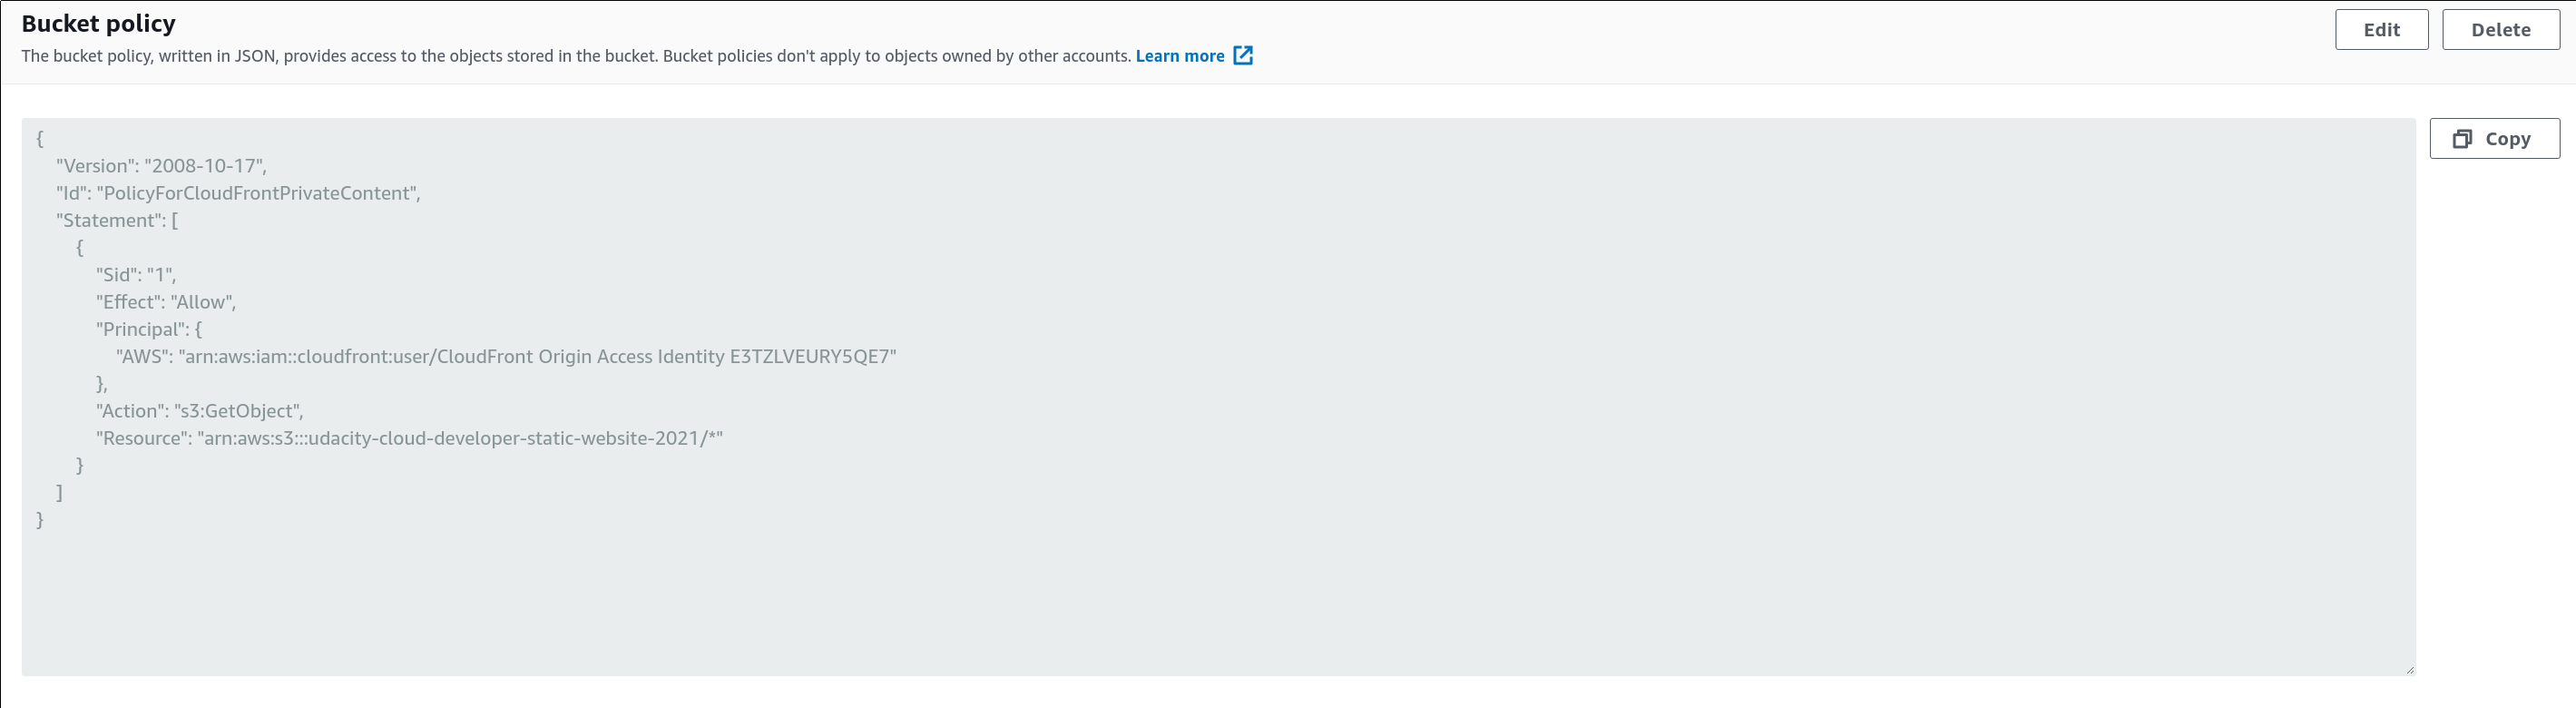 Bucket policy
Edit
Delete
The bucket policy, written in JSON, provides access to the objects stored in the bucket. Bucket policies don't apply to objects owned by other accounts. Learn more
Copy
{
"Version": "2008-10-17",
"Id": "PolicyForCloudFrontPrivateContent",
"Statement": [
{
"Sid": "1",
"Effect": "Allow",
"Principal": {
"AWS": "arn:aws:iam::cloudfront:user/CloudFront Origin Access Identity E3TZLVEURY5QE7"
},
"Action": "s3:GetObject",
"Resource": "arn:aws:s3:::udacity-cloud-developer-static-website-2021/*"
}
]
}